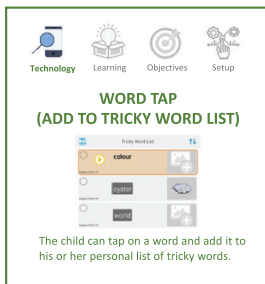 Technology
Learning
Objectives
Setup
WORD TAP
(ADD TO TRICKY WORD LIST)
Tricky Word List
colour
oyster
world
The child can tap on a word and add it to
his or her personal list of tricky words.